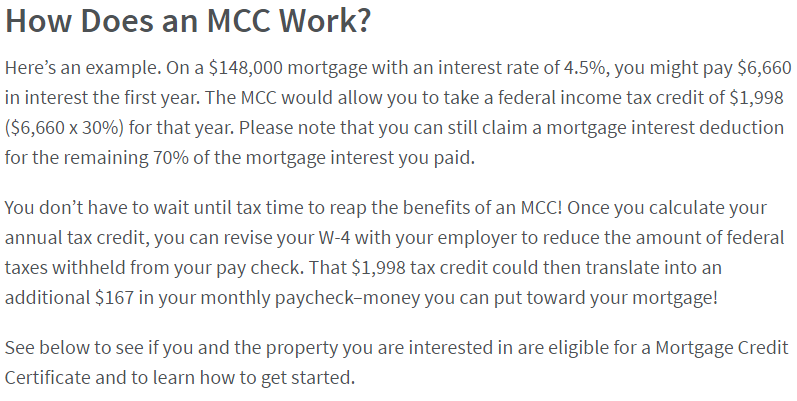 How Does an MCC Work?
Here’s an example. On a $148,000 mortgage with an interest rate of 4.5%, you might pay $6,660
in interest the first year. The MCC would allow you to take a federal income tax credit of $1,998
($6,660 x 30%) for that year. Please note that you can still claim a mortgage interest deduction
for the remaining 70% of the mortgage interest you paid.
You don’t have to wait until tax time to reap the benefits of an MCC! Once you calculate your
annual tax credit, you can revise your W-4 with your employer to reduce the amount of federal
taxes withheld from your pay check. That $1,998 tax credit could then translate into an
additional $167 in your monthly paycheck–money you can put toward your mortgage!
See below to see if you and the property you are interested in are eligible for a Mortgage Credit
Certificate and to learn how to get started.